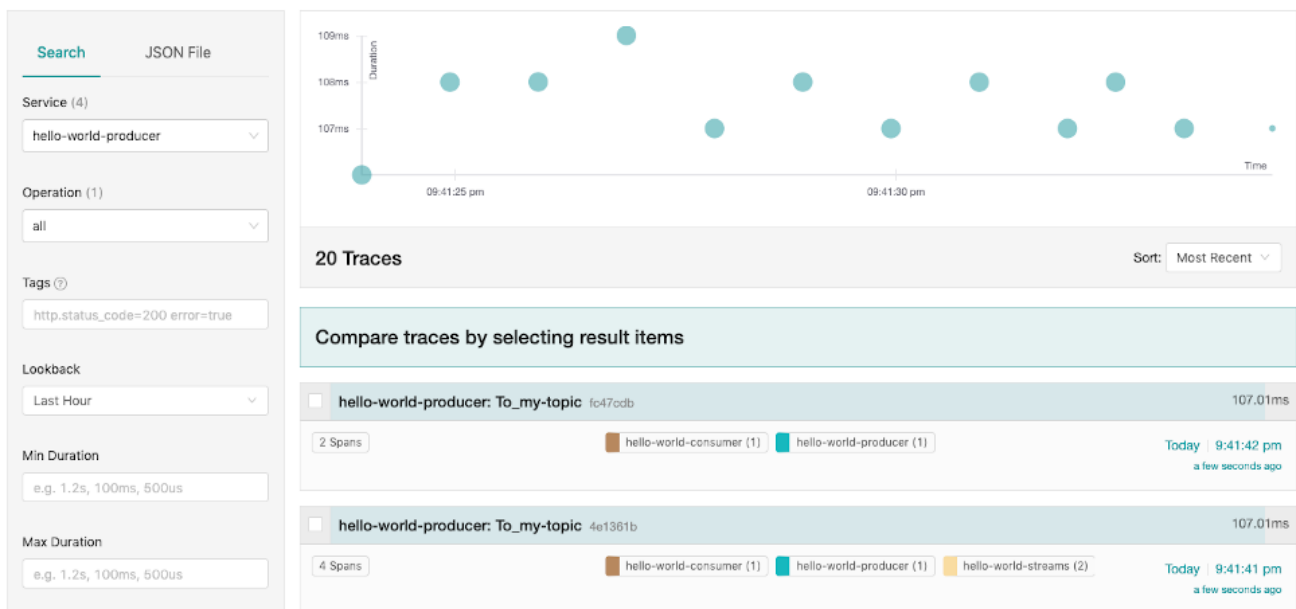 Search
JSON File
Service (4)
hello-world-producer
Operation (1)
all
Tags ?
http.status_code=200 error=true
Lookback
Last Hour
Min Duration
e.g. 1.2s, 100ms, 500us
Max Duration
e.g. 1.2s, 100ms, 500us
109ms
108ms
107ms
Duration
09:41:25 pm
09:41:30 pm
Time
20 Traces
Sort: Most Recent
Compare traces by selecting result items
hello-world-producer: To_my-topic fc47cdb 107.01ms
2 Spans hello-world-consumer (1) hello-world-producer (1) Today 9:41:42 pm
a few seconds ago
hello-world-producer: To_my-topic 4e1361b 107.01ms
4 Spans hello-world-consumer (1) hello-world-producer (1) hello-world-streams (2) Today 9:41:41 pm
a few seconds ago